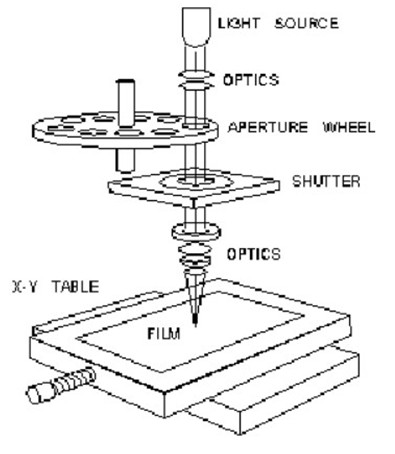 LIGHT SOURCE
OPTICS
APERTURE WHEEL
SHUTTER
OPTICS
X-Y TABLE
FILM